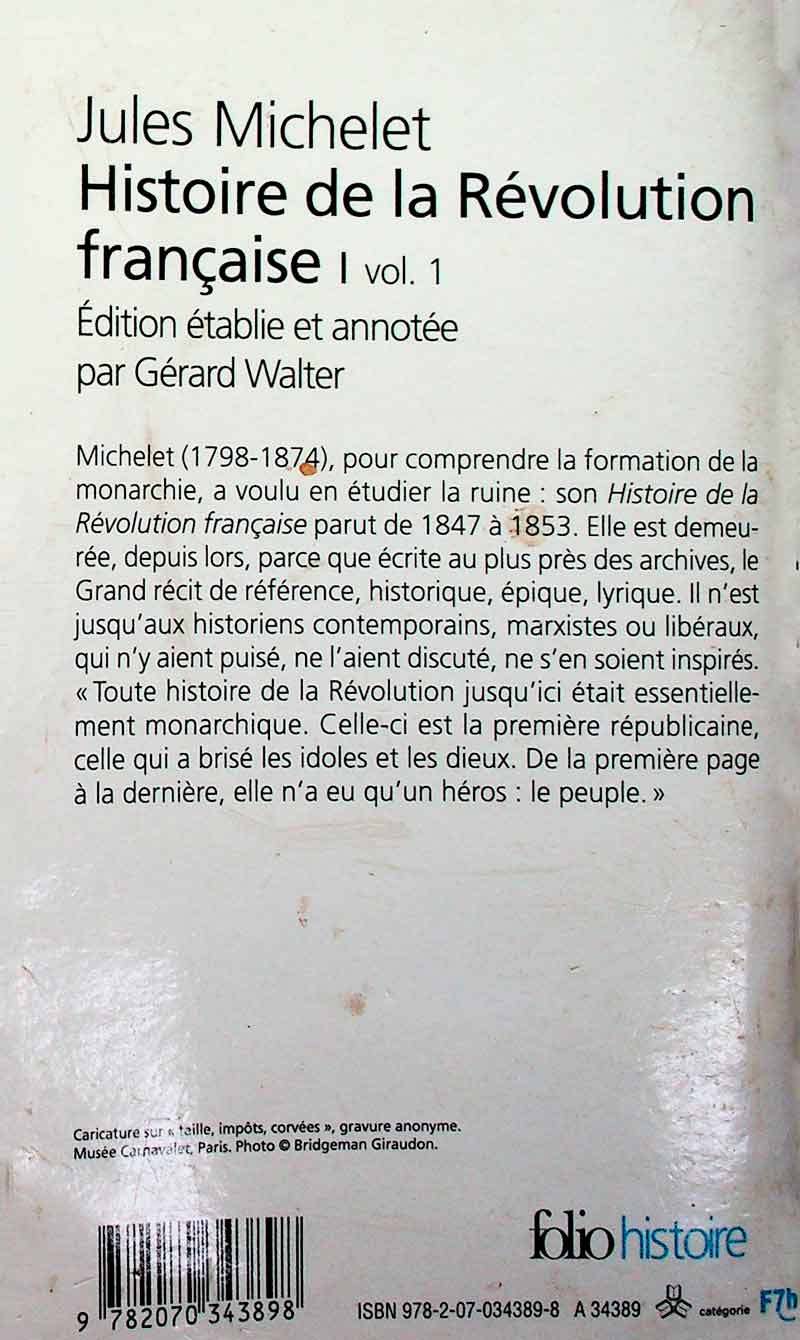 Jules Michelet
Histoire de la Révolution
française I vol. 1
Édition établie et annotée
par Gérard Walter
Michelet (1798-1874), pour comprendre la formation de la
monarchie, a voulu en étudier la ruine : son Histoire de la
Révolution française parut de 1847 à 1853. Elle est demeu-
rée, depuis lors, parce que écrite au plus près des archives, le
Grand récit de référence, historique, épique, lyrique. Il n'est
jusqu'aux historiens contemporains, marxistes ou libéraux,
qui n'y aient puisé, ne l'aient discuté, ne s'en soient inspirés.
« Toute histoire de la Révolution jusqu'ici était essentielle-
ment monarchique. Celle-ci est la première républicaine,
celle qui a brisé les idoles et les dieux. De la première page
à la dernière, elle n'a eu qu'un héros : le peuple. »
Caricature sur « taille, impôts, corvées », gravure anonyme.
Musée Carnavalet, Paris. Photo © Bridgeman Giraudon.
folio histoire
9 782070 343898
ISBN 978-2-07-034389-8 A 34389 catégorie F7b